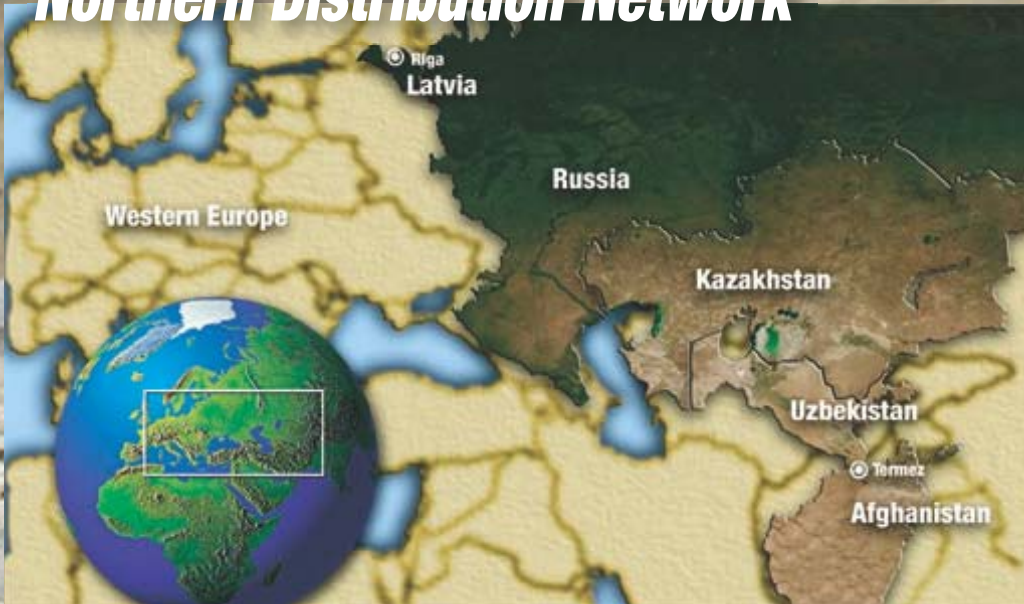 Northern Distribution Network
Riga
Latvia
Russia
Western Europe
Kazakhstan
Uzbekistan
Termez
Afghanistan